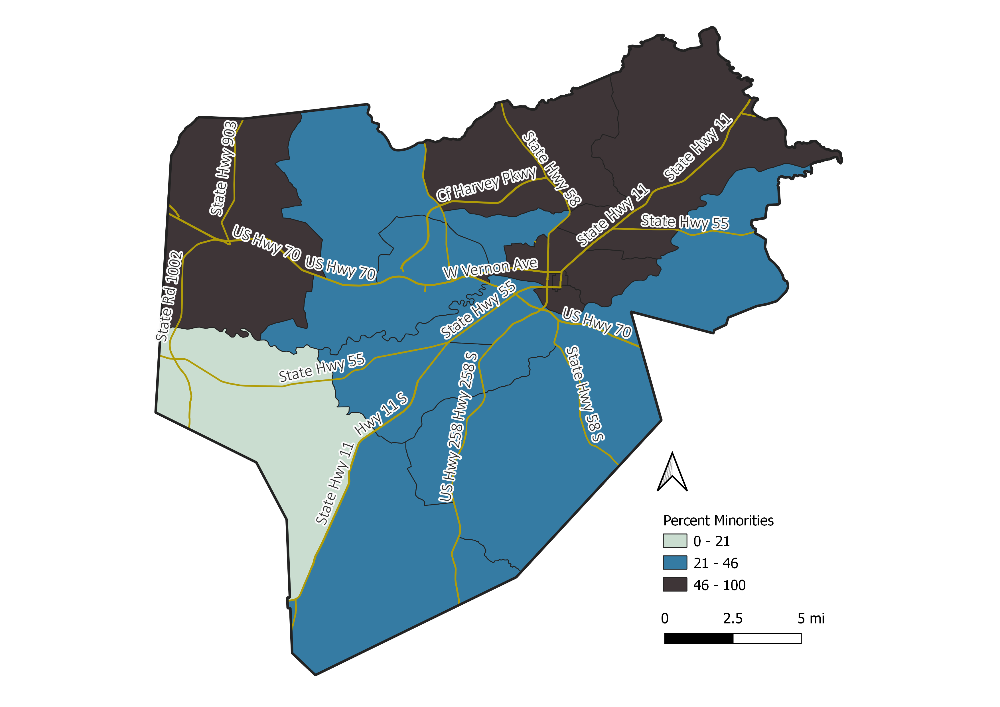 State Hwy 903
State Hwy 58
State Hwy 11
Cf Harvey Pkwy
State Hwy 11
State Hwy 55
US Hwy 70
US Hwy 70
W Vernon Ave
State Rd 1002
State Hwy 55
US Hwy 70
State Hwy 55
State Hwy 58 S
Hwy 11 S
US Hwy 258 Hwy 258 S
State Hwy 11
Percent Minorities
0 - 21
21 - 46
46 - 100
0 2.5 5 mi